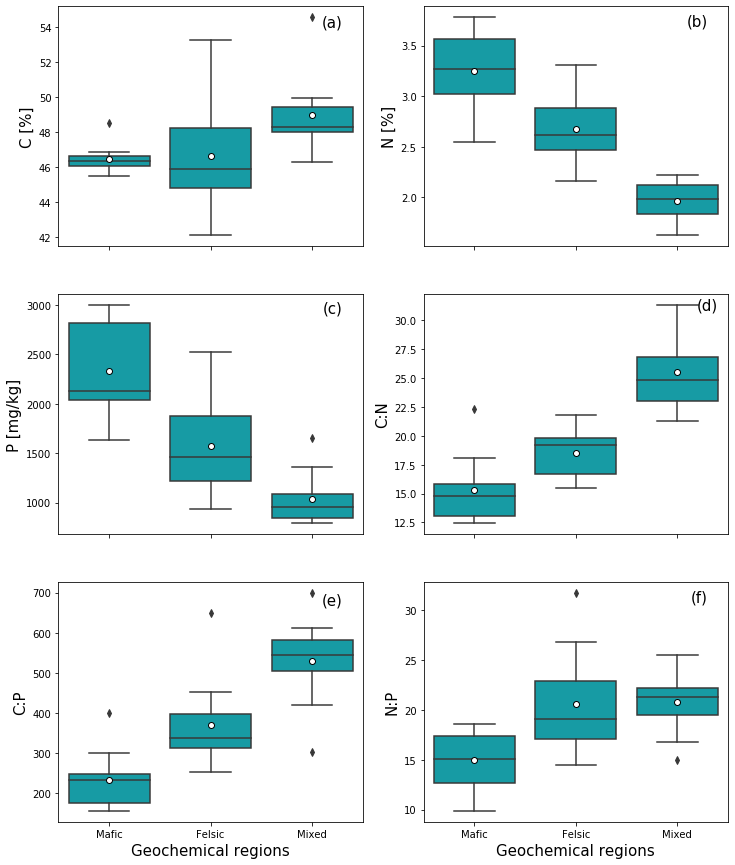 (a)
C [%]
54
52
50
48
46
44
42
(b)
N [%]
3.5
3.0
2.5
2.0
(c)
P [mg/kg]
3000
2500
2000
1500
1000
(d)
C:N
30.0
27.5
25.0
22.5
20.0
17.5
15.0
12.5
(e)
C:P
700
600
500
400
300
200
Mafic Felsic Mixed
Geochemical regions
(f)
N:P
30
25
20
15
10
Mafic Felsic Mixed
Geochemical regions